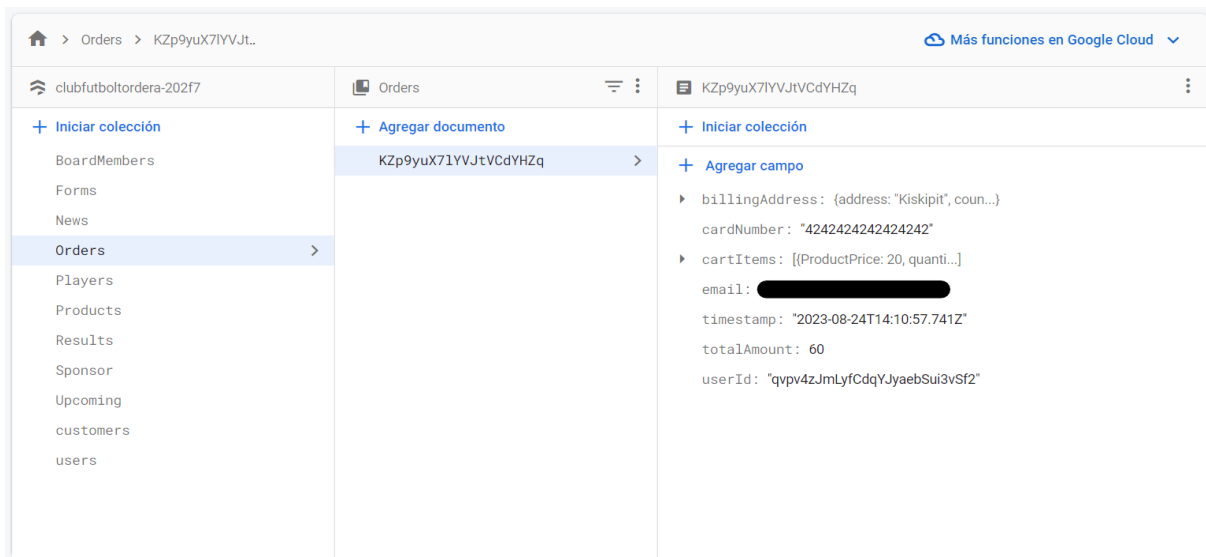 Orders > KZp9yuX7lYVJt..
Más funciones en Google Cloud
clubfutboltordera-202f7
Iniciar colección
BoardMembers
Forms
News
Orders
Players
Products
Results
Sponsor
Upcoming
customers
users
Orders
Agregar documento
KZp9yuX7lYVJtVCdYHZq
KZp9yuX7lYVJtVCdYHZq
Iniciar colección
Agregar campo
billingAddress: {address: "Kiskipit", coun...}
cardNumber: "4242424242424242"
cartItems: [{ProductPrice: 20, quanti...]
email:
timestamp: "2023-08-24T14:10:57.741Z"
totalAmount: 60
userId: "qvpv4zJmLyfCdqYJyaebSui3vSf2"